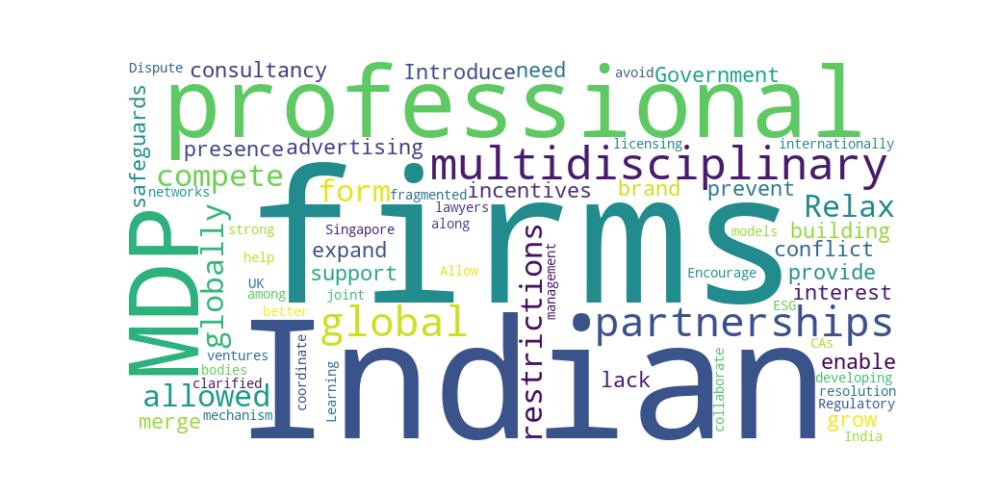 Dispute consultancy Introduce need avoid Government
professional
safeguards
presence advertising licensing internationally
compete multidisciplinary
networks form fragmented incentives brand prevent
firms
MDP
globally
strong Singapore lawyers along models Relax
help expand building
UK support Allow Encourage conflict
among joint provide
better management ESG interest
global restrictions partnerships
Indian
ventures CAs
bodies lack enable
clarified coordinate Learning collaborate developing
allowed resolution
merge mechanism Regulatory
grow
India